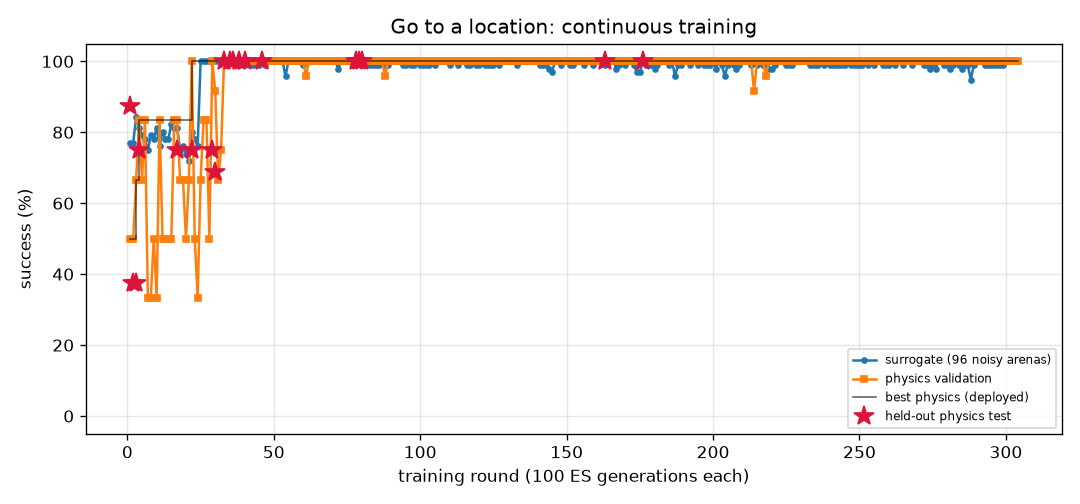 Go to a location: continuous training
success (%)
100
80
60
40
20
0
surrogate (96 noisy arenas)
physics validation
best physics (deployed)
held-out physics test
0 50 100 150 200 250 300
training round (100 ES generations each)